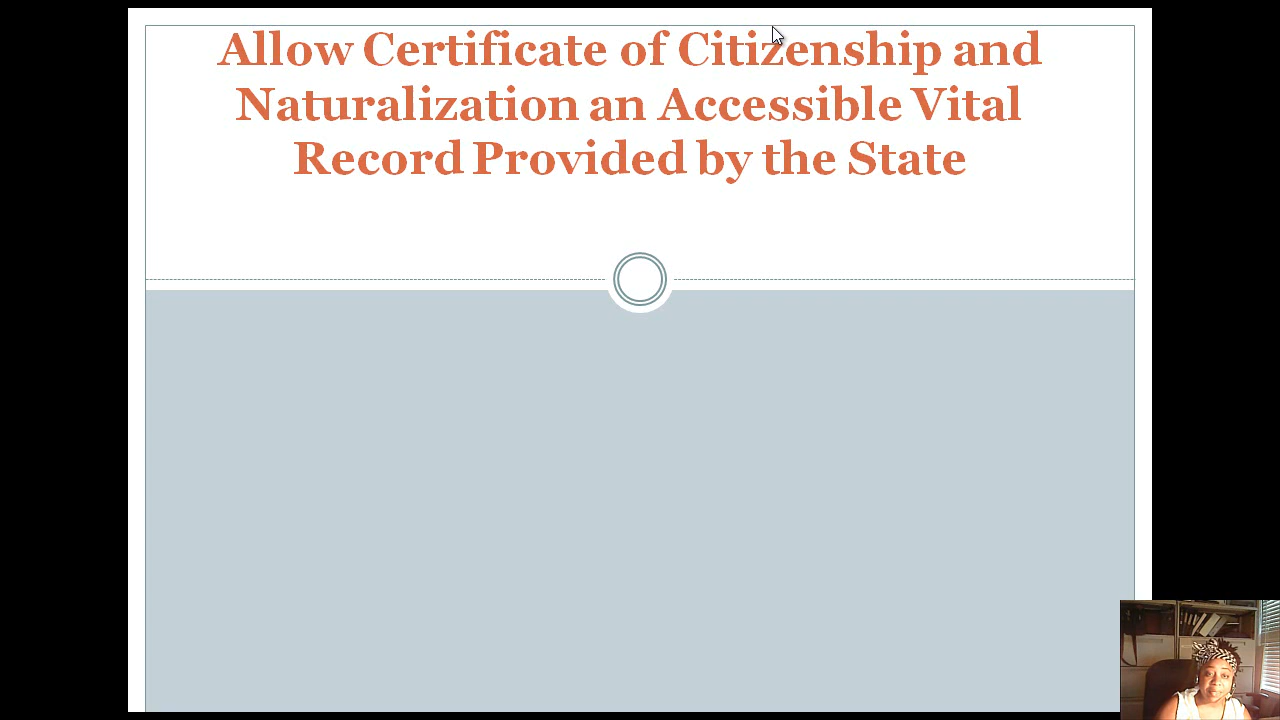 Allow Certificate of Citizenship and
Naturalization an Accessible Vital
Record Provided by the State